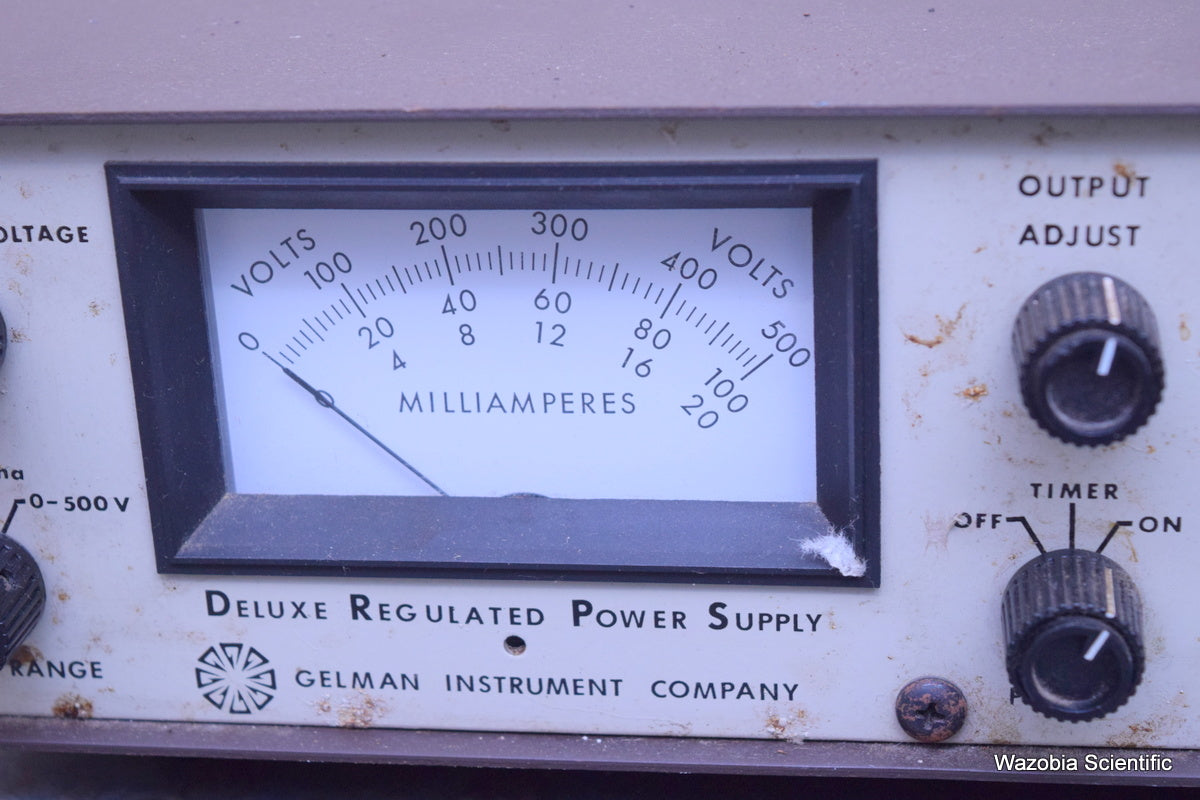 OUTPUT
ADJUST
VOLTS 100 200 300 400 VOLTS
0 20 40 60 80 500
4 8 12 16 100
MILLIAMPERES 20
0-500 V
TIMER
OFF ON
DELUXE REGULATED POWER SUPPLY
RANGE
GELMAN INSTRUMENT COMPANY
Wazobia Scientific